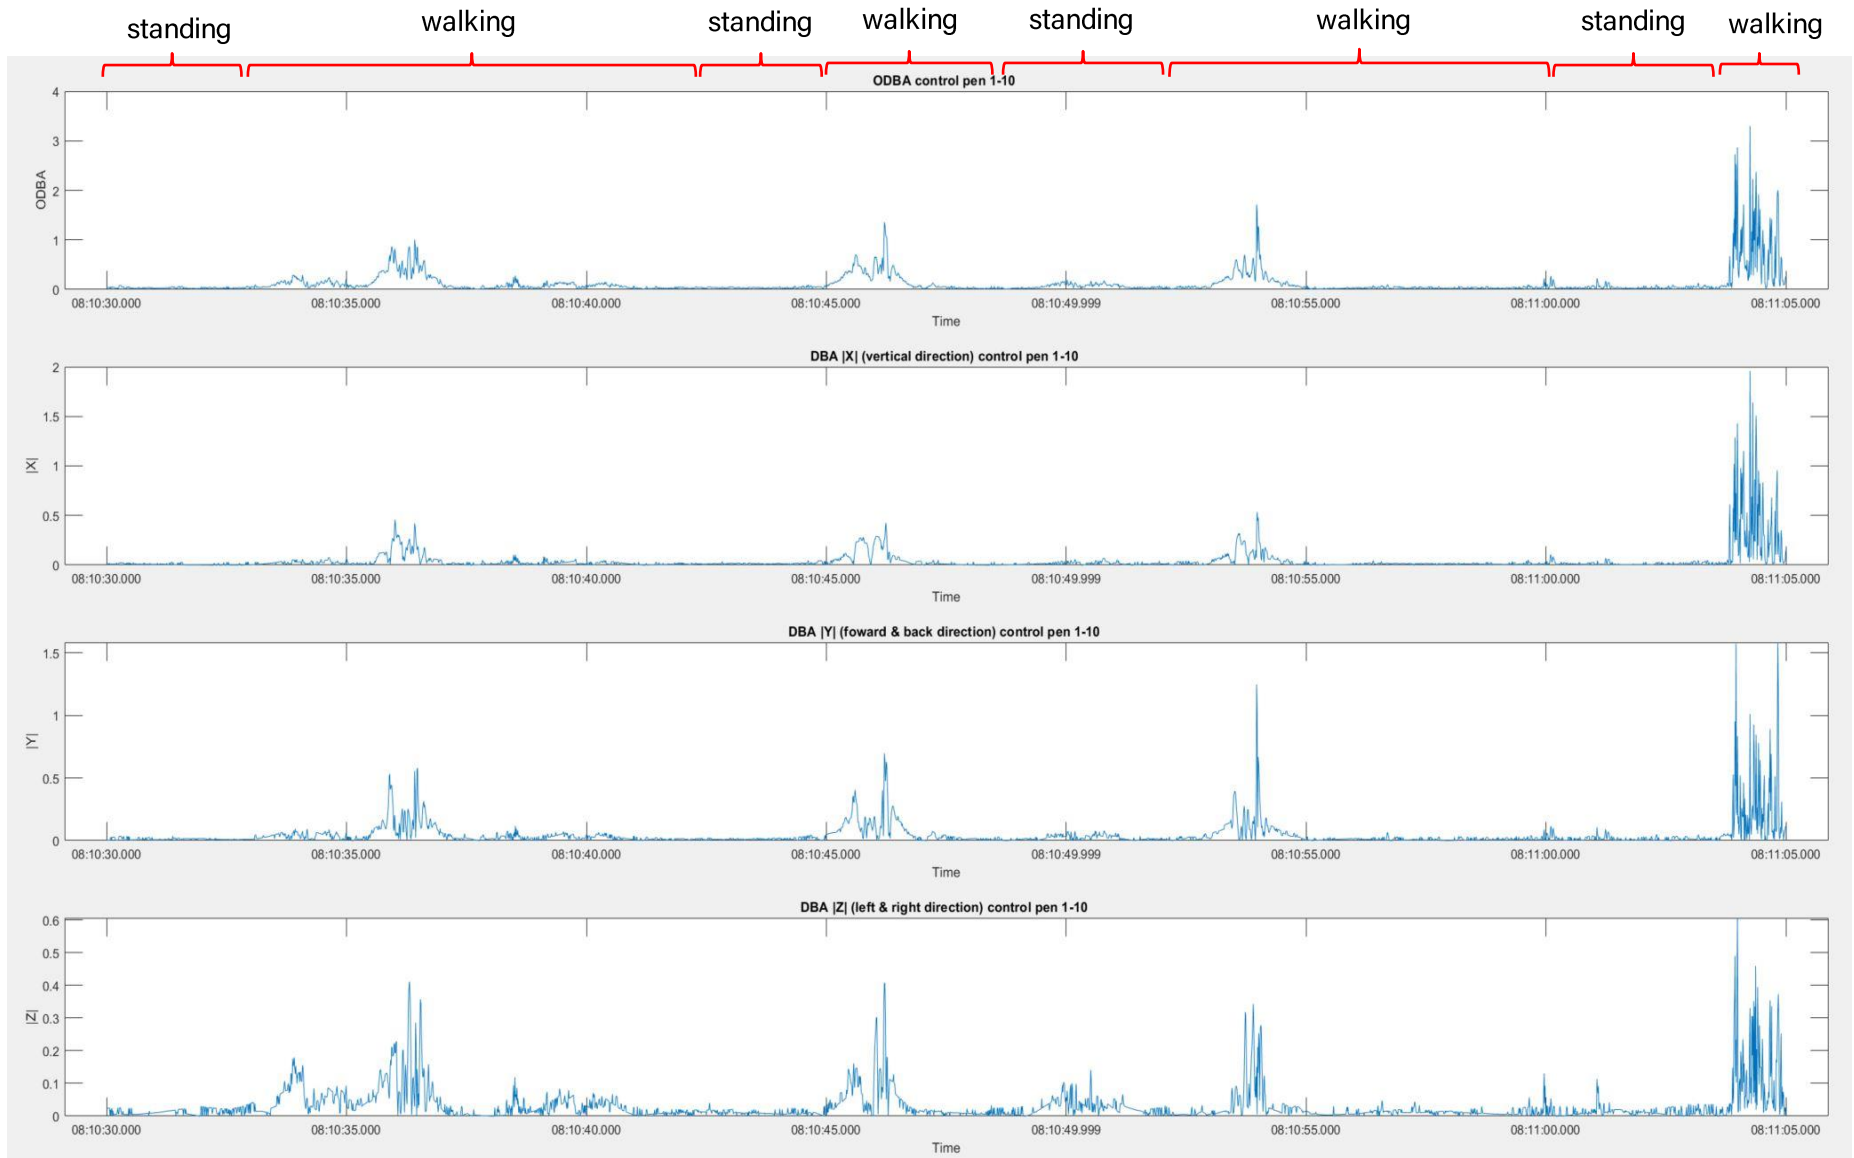 standing walking standing walking standing walking standing walking
ODBA control pen 1-10
4
3
2
1
0
ODBA
08:10:30.000 08:10:35.000 08:10:40.000 08:10:45.000 08:10:49.999 08:10:55.000 08:11:00.000 08:11:05.000
Time
DBA |X| (vertical direction) control pen 1-10
2
1.5
1
0.5
0
|X|
08:10:30.000 08:10:35.000 08:10:40.000 08:10:45.000 08:10:49.999 08:10:55.000 08:11:00.000 08:11:05.000
Time
DBA |Y| (foward & back direction) control pen 1-10
1.5
1
0.5
0
|Y|
08:10:30.000 08:10:35.000 08:10:40.000 08:10:45.000 08:10:49.999 08:10:55.000 08:11:00.000 08:11:05.000
Time
DBA |Z| (left & right direction) control pen 1-10
0.6
0.5
0.4
0.3
0.2
0.1
0
|Z|
08:10:30.000 08:10:35.000 08:10:40.000 08:10:45.000 08:10:49.999 08:10:55.000 08:11:00.000 08:11:05.000
Time